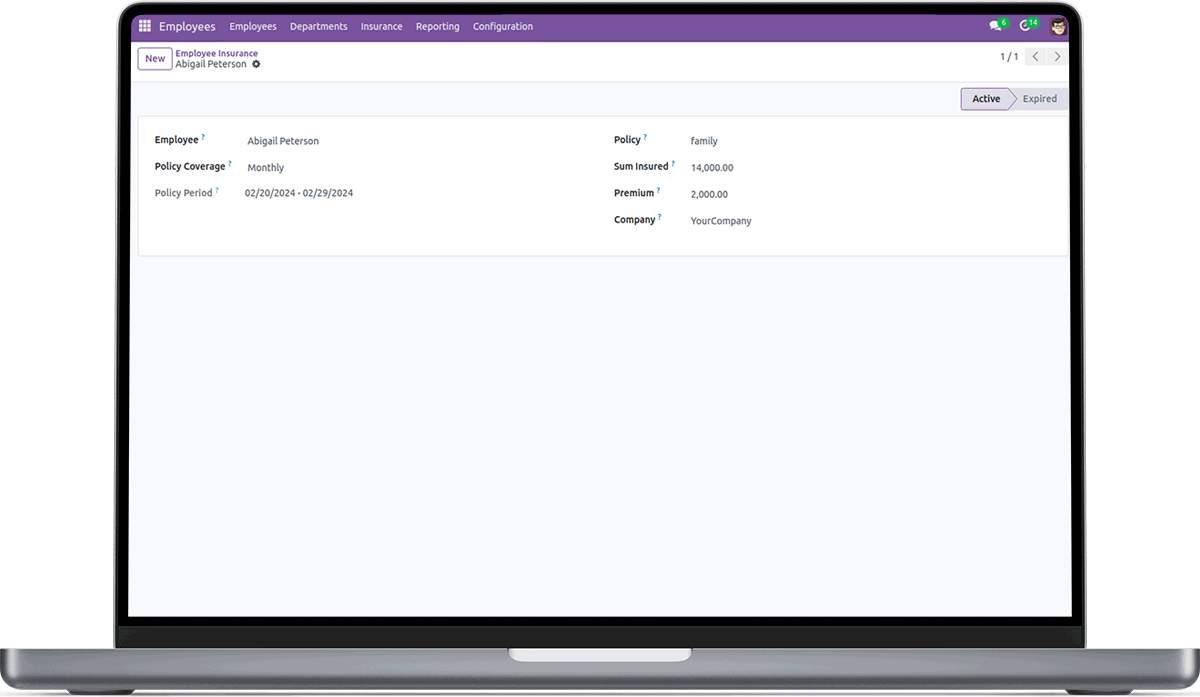 Employees Employees Departments Insurance Reporting Configuration 6 14
New Employee Insurance
Abigail Peterson
1 / 1
Active Expired
Employee ? Abigail Peterson
Policy Coverage ? Monthly
Policy Period ? 02/20/2024 - 02/29/2024
Policy ? family
Sum Insured ? 14,000.00
Premium ? 2,000.00
Company ? YourCompany